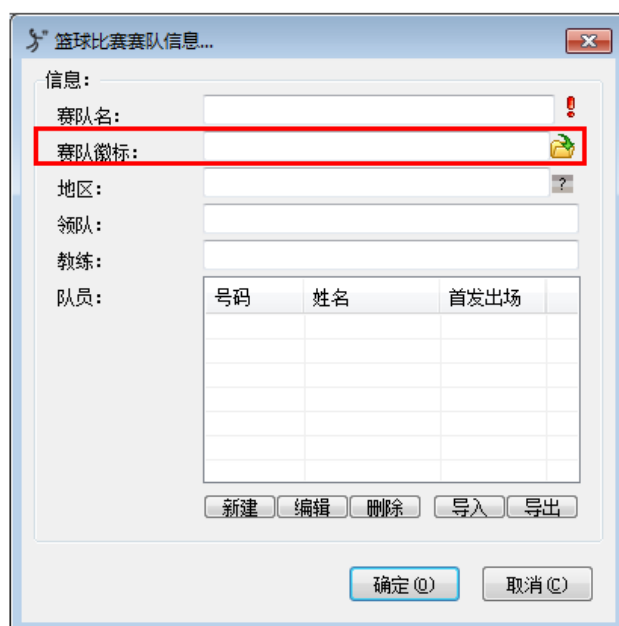 篮球比赛赛队信息...
信息：
赛队名：
赛队徽标：
地区： ?
领队：
教练：
队员： 号码 姓名 首发出场
新建 编辑 删除 导入 导出
确定(O) 取消(C)